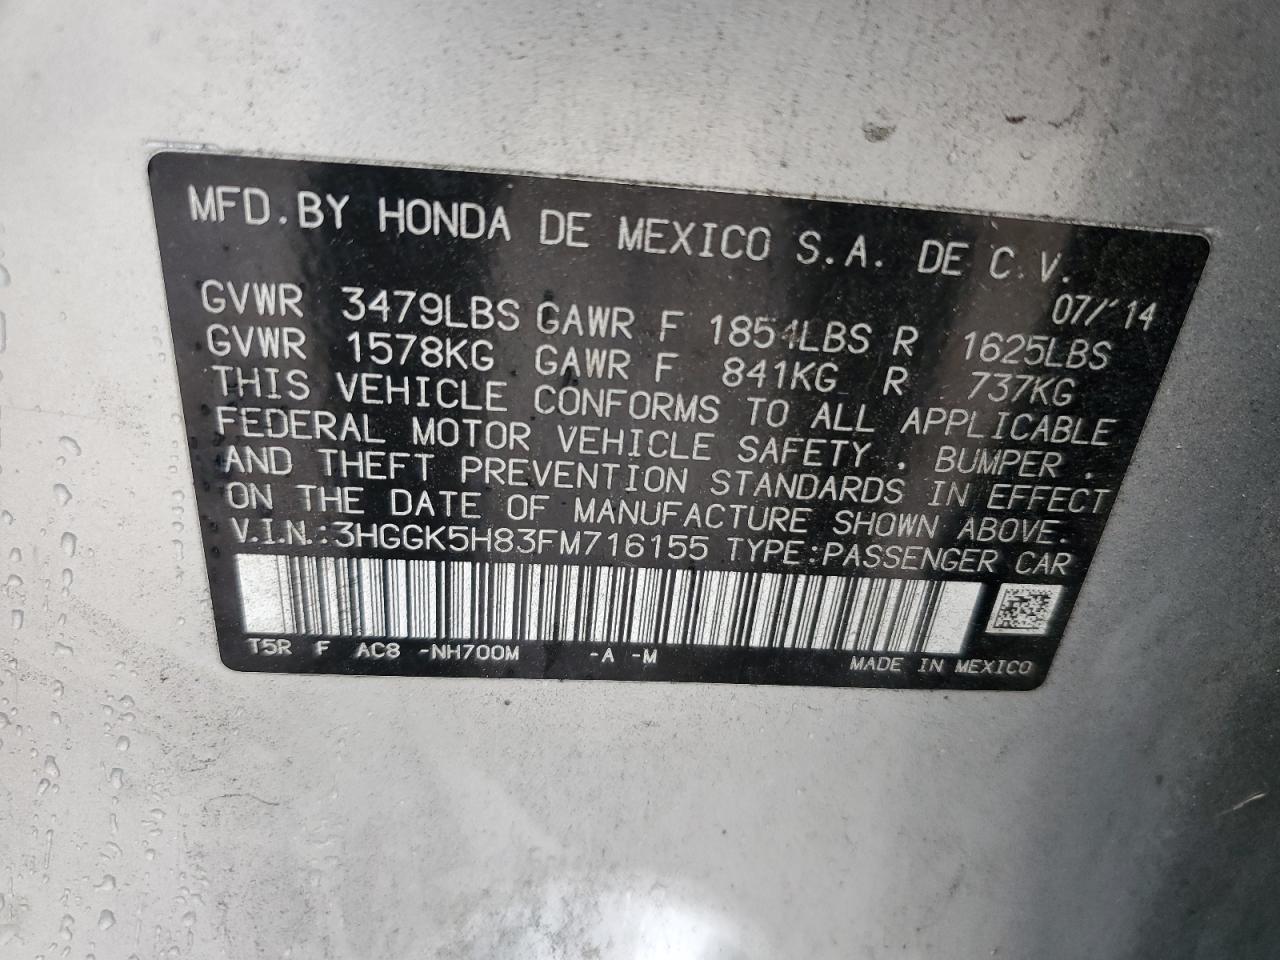 MFD.BY HONDA DE MEXICO S.A. DE C.V.
07/'14
GVWR 3479LBS GAWR F 1854LBS R 1625LBS
GVWR 1578KG GAWR F 841KG R 737KG
THIS VEHICLE CONFORMS TO ALL APPLICABLE
FEDERAL MOTOR VEHICLE SAFETY . BUMPER .
AND THEFT PREVENTION STANDARDS IN EFFECT
ON THE DATE OF MANUFACTURE SHOWN ABOVE.
V.I.N.:3HGGK5H83FM716155 TYPE:PASSENGER CAR
T5R F AC8 -NH700M -A -M
MADE IN MEXICO